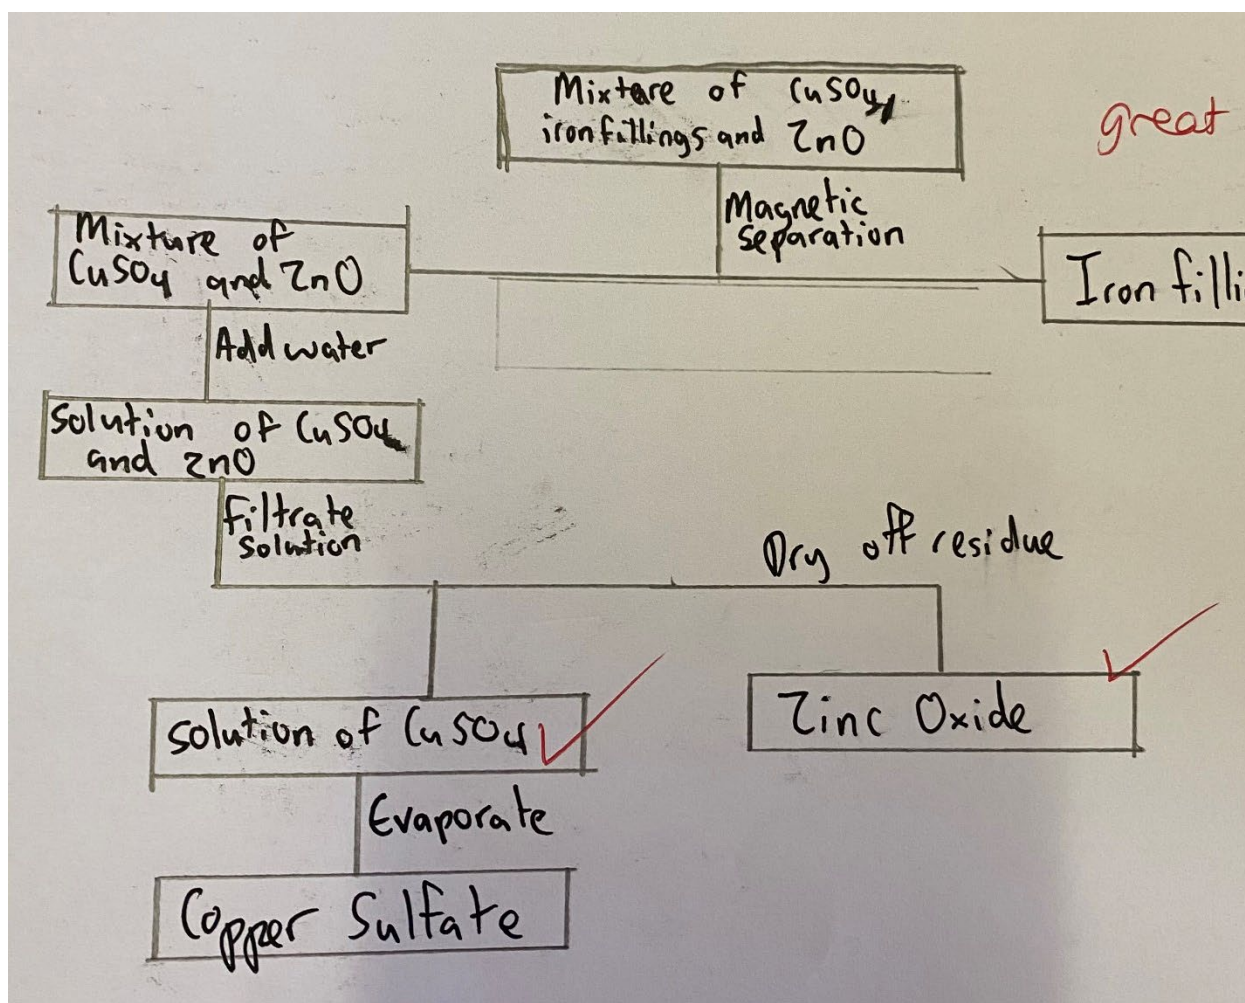 Mixture of CuSO4,
iron fillings and ZnO
great
Magnetic
separation
Mixture of
CuSO4 and ZnO
Iron filli
Add water
Solution of CuSO4
and ZnO
Filtrate
solution
Dry off residue
Solution of CuSO4
Zinc Oxide
Evaporate
Copper Sulfate